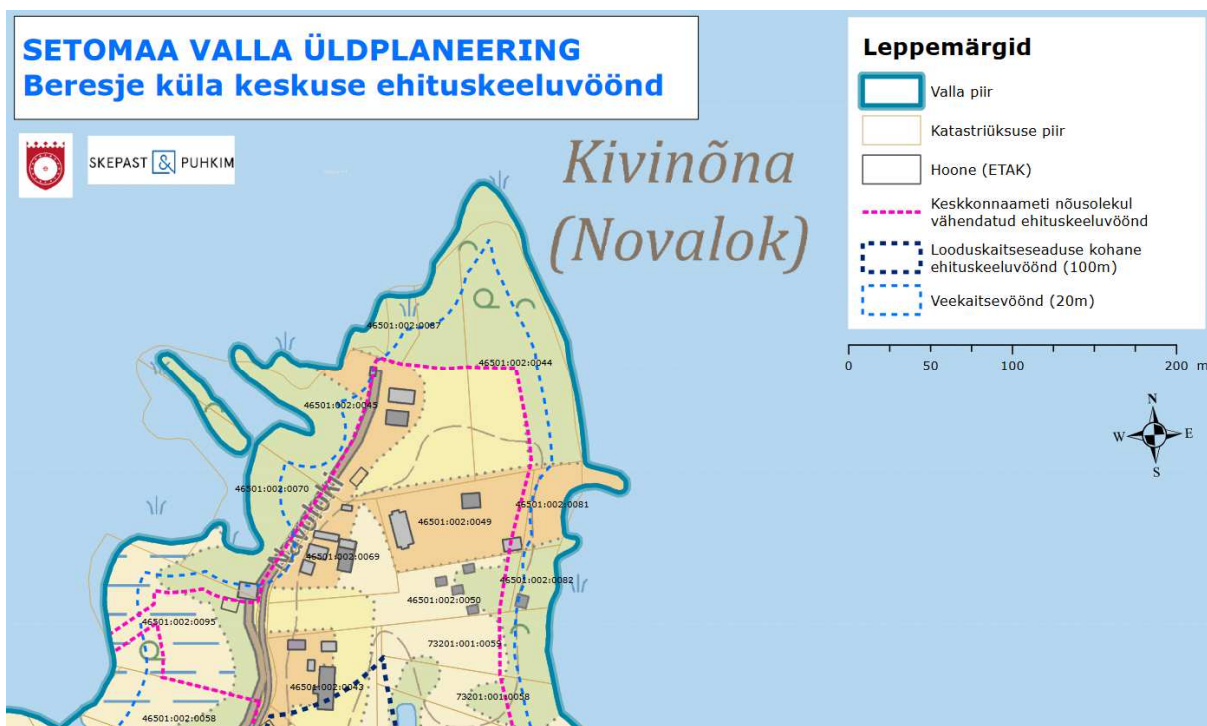 SETOMAA VALLA ÜLDPLANEERING
Beresje küla keskuse ehituskeeluvöönd
SKEPAST & PUHKIM
Kivinõna
(Novalok)
Leppemärgid
Valla piir
Katastriüksuse piir
Hoone (ETAK)
Keskkonnaameti nõusolekul
vähendatud ehituskeeluvöönd
Looduskaitseseaduse kohane
ehituskeeluvöönd (100m)
Veekaitsevöönd (20m)
0 50 100 200 m
N
W E
S
46501:002:0087
46501:002:0044
46501:002:0045
46501:002:0070
46501:002:0081
46501:002:0049
Navoloki
46501:002:0069
46501:002:0082
46501:002:0050
46501:002:0095
73201:001:0059
46501:002:0043
73201:001:0058
46501:002:0058